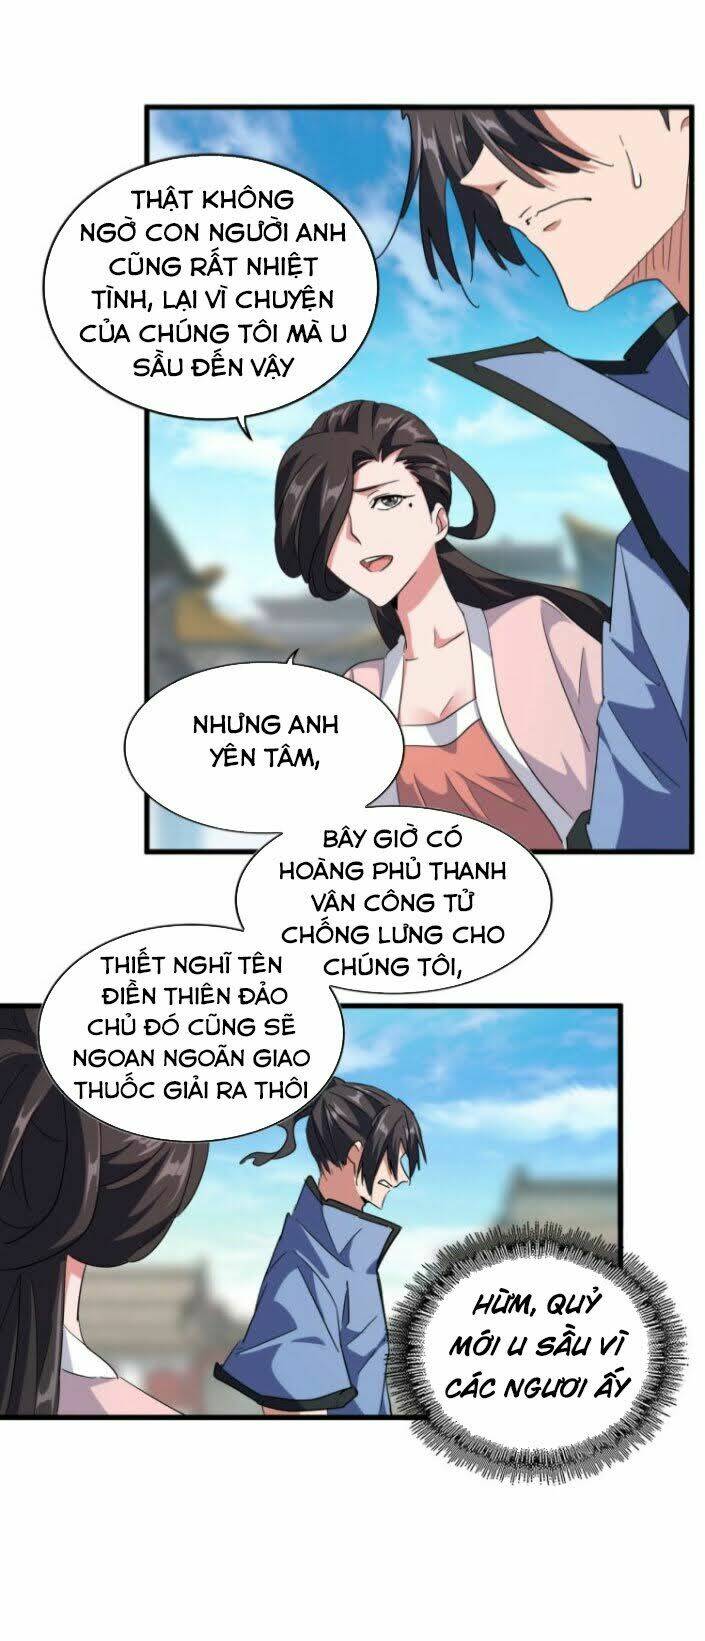 THẬT KHÔNG
NGỜ CON NGƯỜI ANH
CŨNG RẤT NHIỆT
TÌNH, LẠI VÌ CHUYỆN
CỦA CHÚNG TÔI MÀ U
SẦU ĐẾN VẬY
NHƯNG ANH
YÊN TÂM,
BÂY GIỜ CÓ
HOÀNG PHỦ THANH
VÂN CÔNG TỬ
CHỐNG LƯNG CHO
CHÚNG TÔI,
THIẾT NGHĨ TÊN
ĐIỀN THIÊN ĐẢO
CHỦ ĐÓ CŨNG SẼ
NGOAN NGOÃN GIAO
THUỐC GIẢI RA THÔI
HỪM, QUỶ
MỚI U SẦU VÌ
CÁC NGƯƠI ẤY